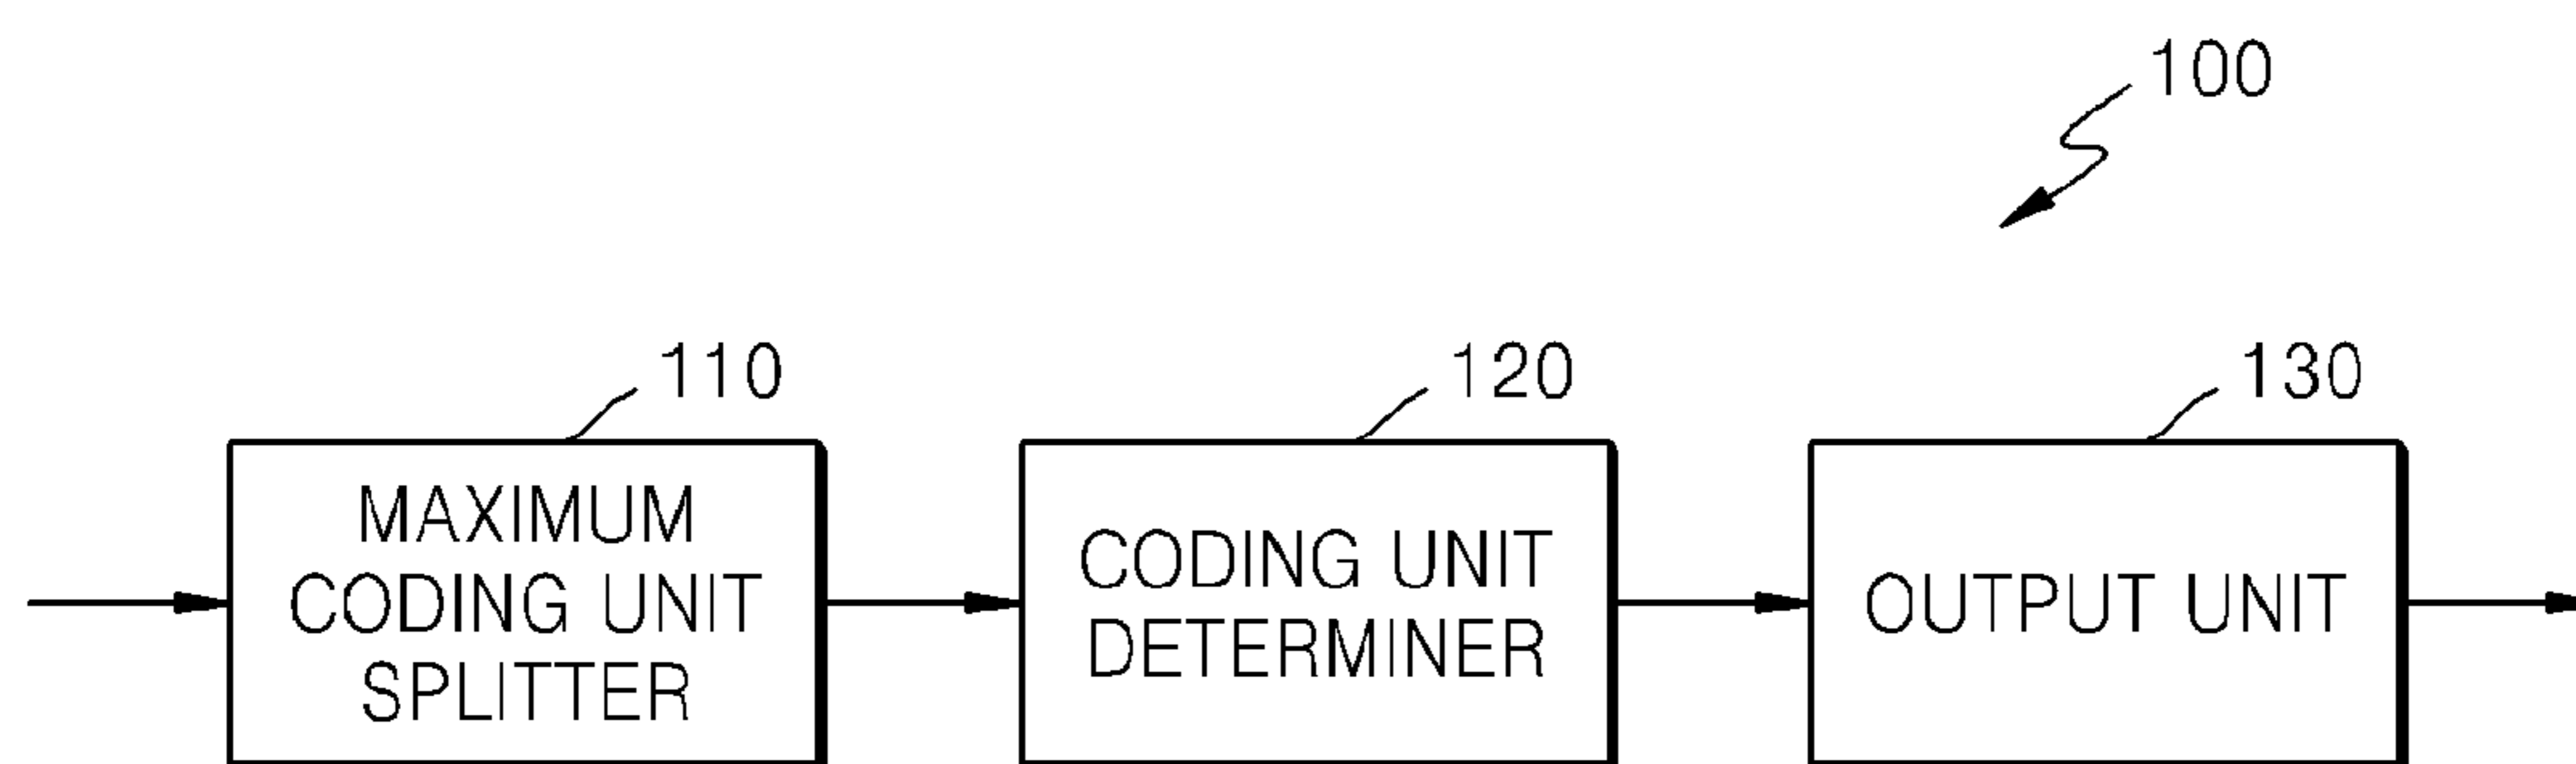 100
110
120
130
MAXIMUM
CODING UNIT
SPLITTER
CODING UNIT
DETERMINER
OUTPUT UNIT